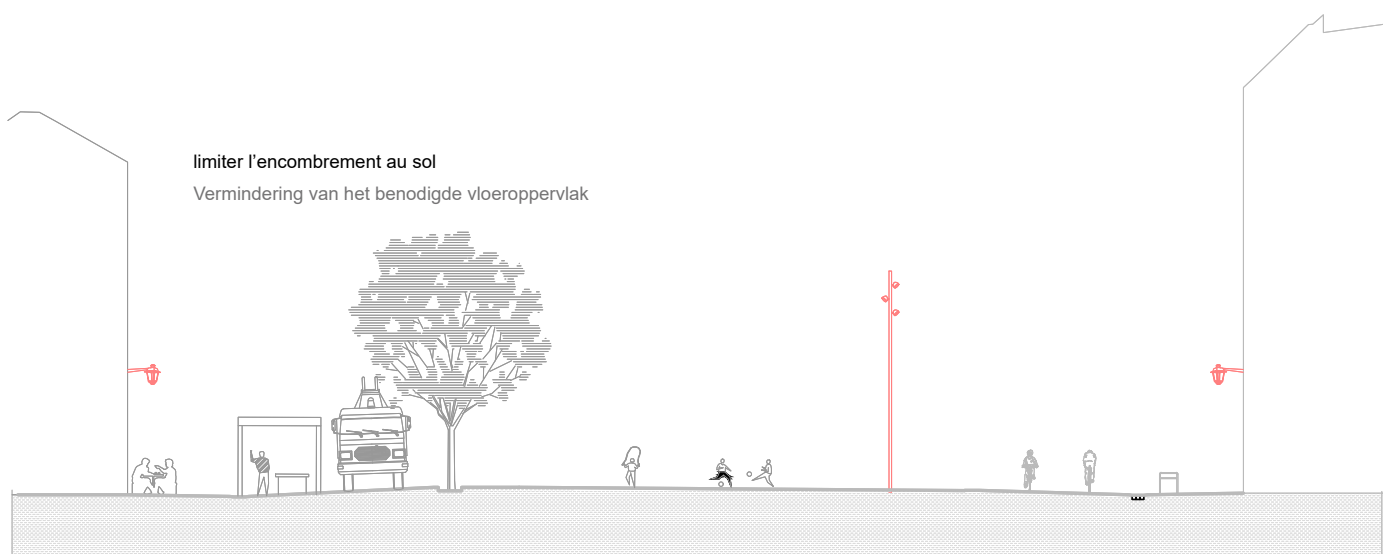 limiter l’encombrement au sol
Vermindering van het benodigde vloeroppervlak